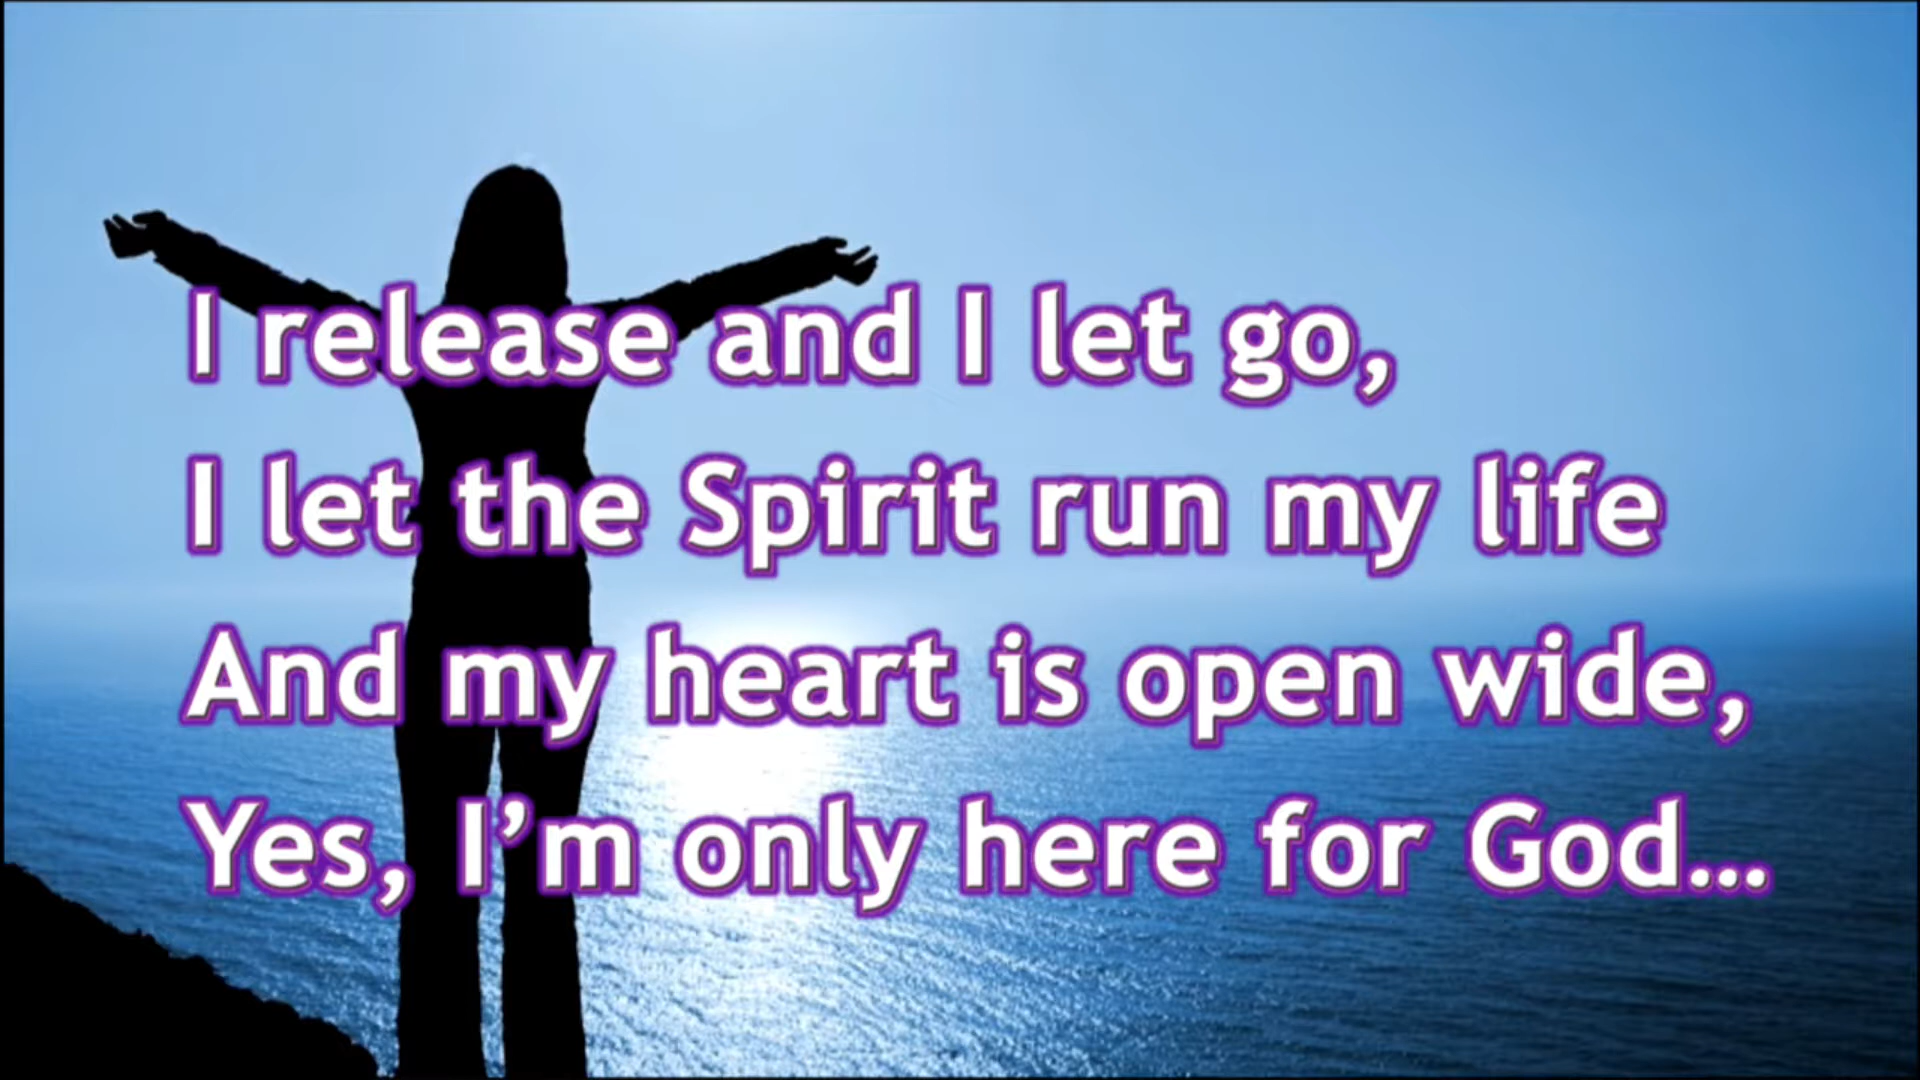 I release and I let go,
I let the Spirit run my life
And my heart is open wide,
Yes, I’m only here for God...